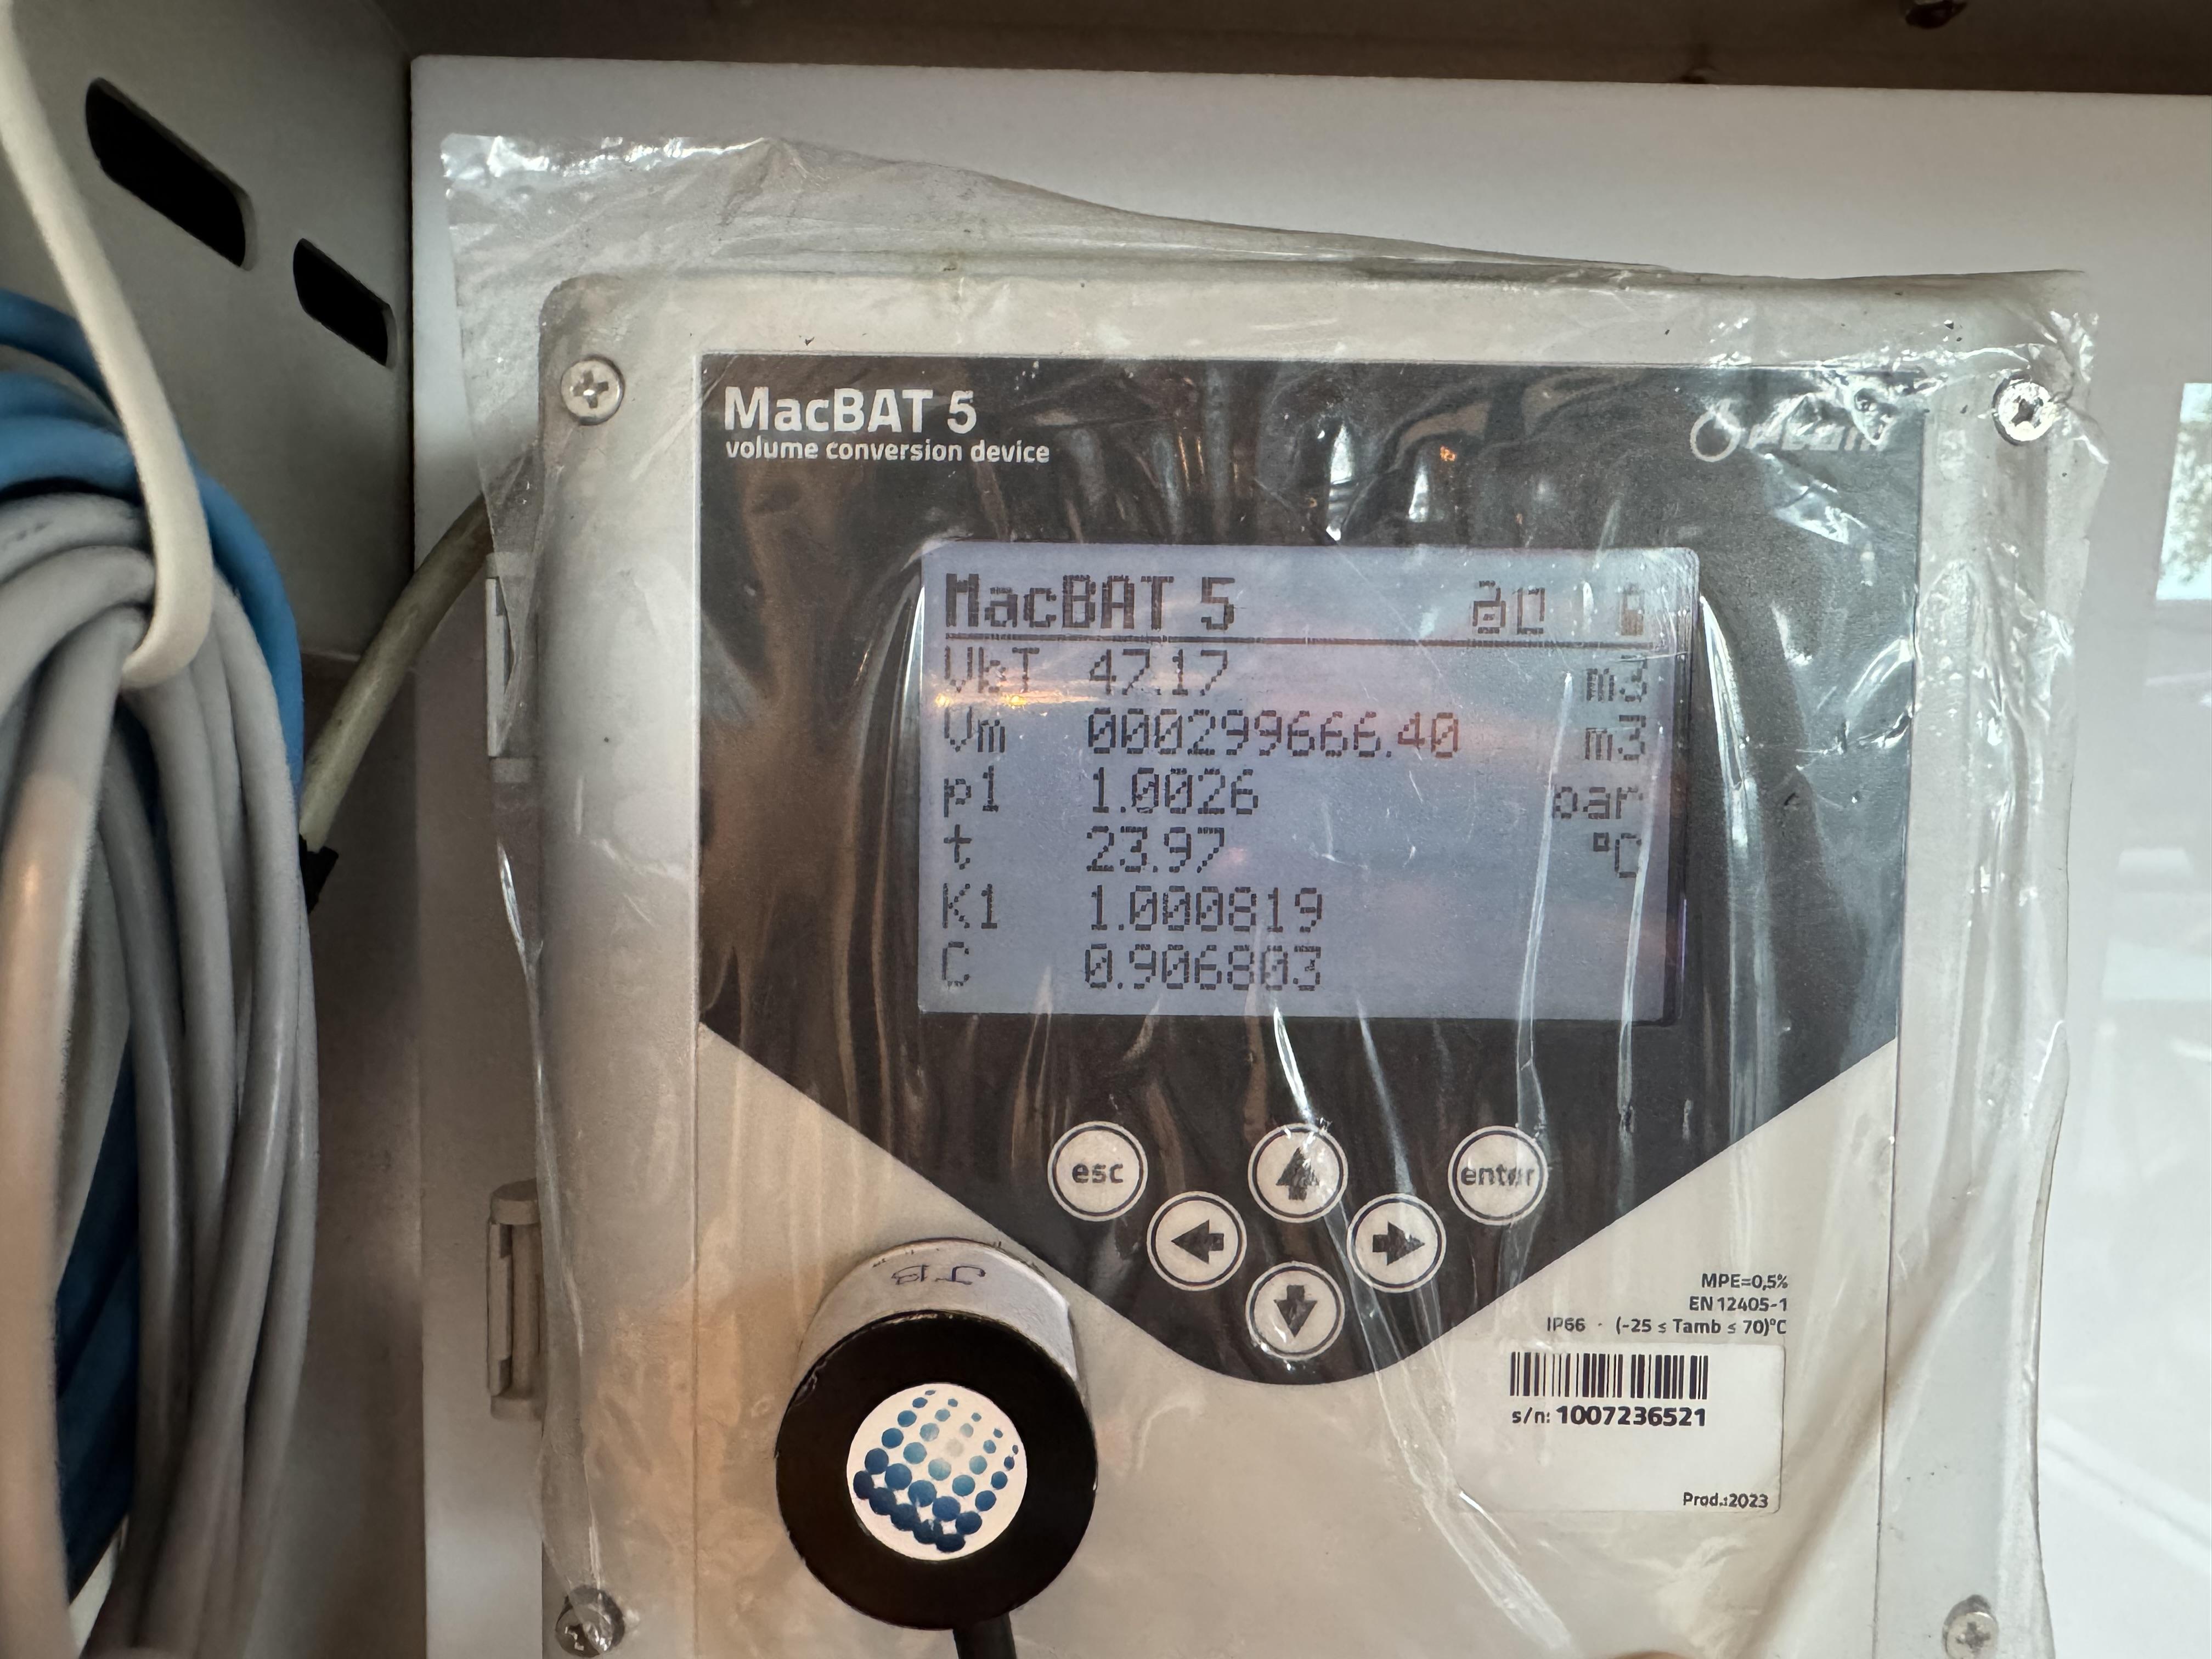 MacBAT 5
volume conversion device
MacBAT 5
VbT 47.17 m3
Vm 000299666.40 m3
p1 1.0026 bar
t 23.97 °C
K1 1.000819
C 0.906803
esc
enter
JB
MPE=0,5%
EN 12405-1
IP66 · (-25 ≤ Tamb ≤ 70)°C
s/n: 1007236521
Prod.:2023